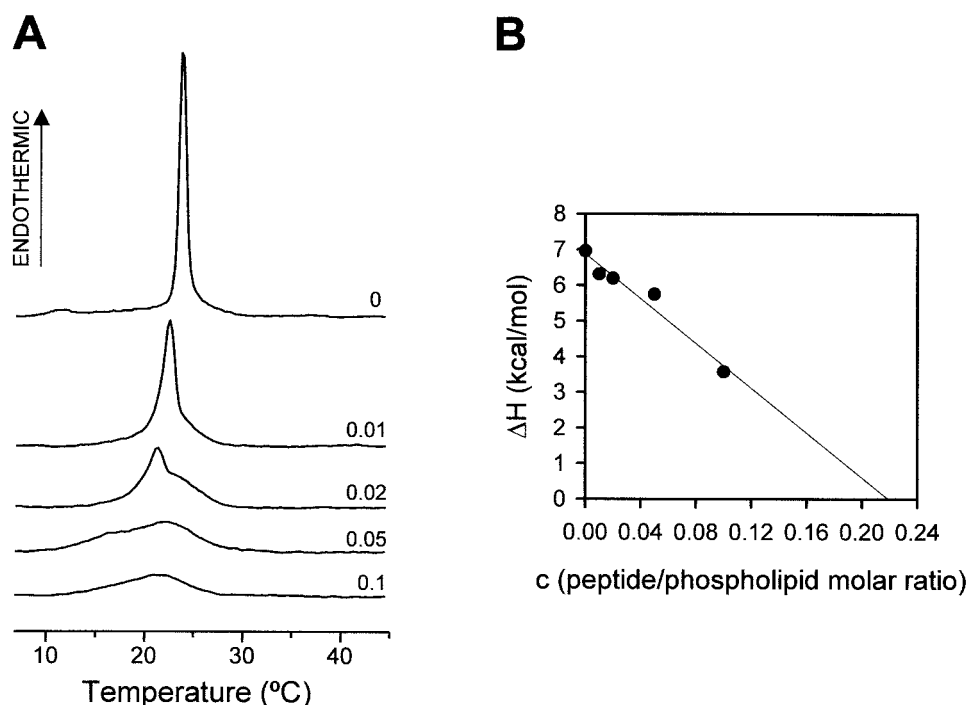 A
ENDOTHERMIC
0
0.01
0.02
0.05
0.1
10 20 30 40
Temperature (ºC)
B
8
7
6
5
4
3
2
1
0
ΔH (kcal/mol)
0.00 0.04 0.08 0.12 0.16 0.20 0.24
c (peptide/phospholipid molar ratio)